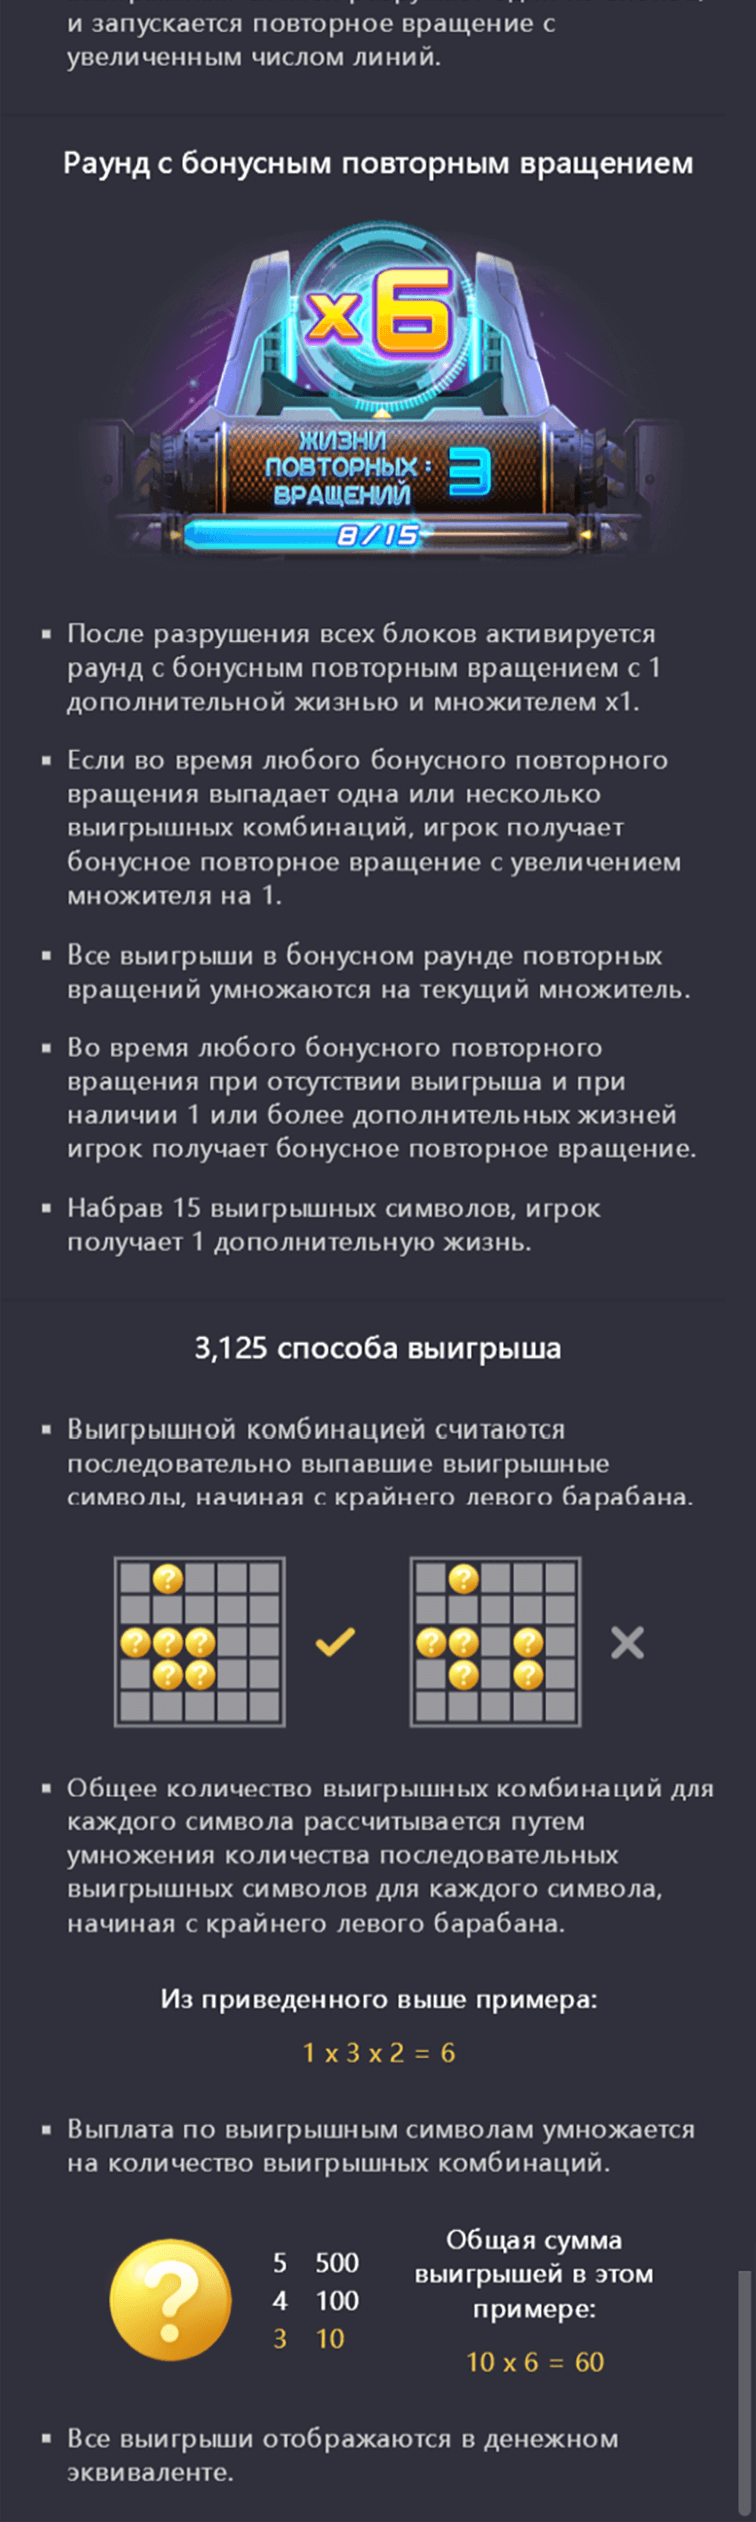 и запускается повторное вращение с
увеличенным числом линий.
Раунд с бонусным повторным вращением
x6
ЖИЗНИ
ПОВТОРНЫХ : 3
ВРАЩЕНИЙ
8/15
▪ После разрушения всех блоков активируется
раунд с бонусным повторным вращением с 1
дополнительной жизнью и множителем x1.
▪ Если во время любого бонусного повторного
вращения выпадает одна или несколько
выигрышных комбинаций, игрок получает
бонусное повторное вращение с увеличением
множителя на 1.
▪ Все выигрыши в бонусном раунде повторных
вращений умножаются на текущий множитель.
▪ Во время любого бонусного повторного
вращения при отсутствии выигрыша и при
наличии 1 или более дополнительных жизней
игрок получает бонусное повторное вращение.
▪ Набрав 15 выигрышных символов, игрок
получает 1 дополнительную жизнь.
3,125 способа выигрыша
▪ Выигрышной комбинацией считаются
последовательно выпавшие выигрышные
символы, начиная с крайнего левого барабана.
? ?
? ? ? ? ? ?
? ? ? ?
▪ Общее количество выигрышных комбинаций для
каждого символа рассчитывается путем
умножения количества последовательных
выигрышных символов для каждого символа,
начиная с крайнего левого барабана.
Из приведенного выше примера:
1 x 3 x 2 = 6
▪ Выплата по выигрышным символам умножается
на количество выигрышных комбинаций.
?
5 500
4 100
3 10
Общая сумма
выигрышей в этом
примере:
10 x 6 = 60
▪ Все выигрыши отображаются в денежном
эквиваленте.